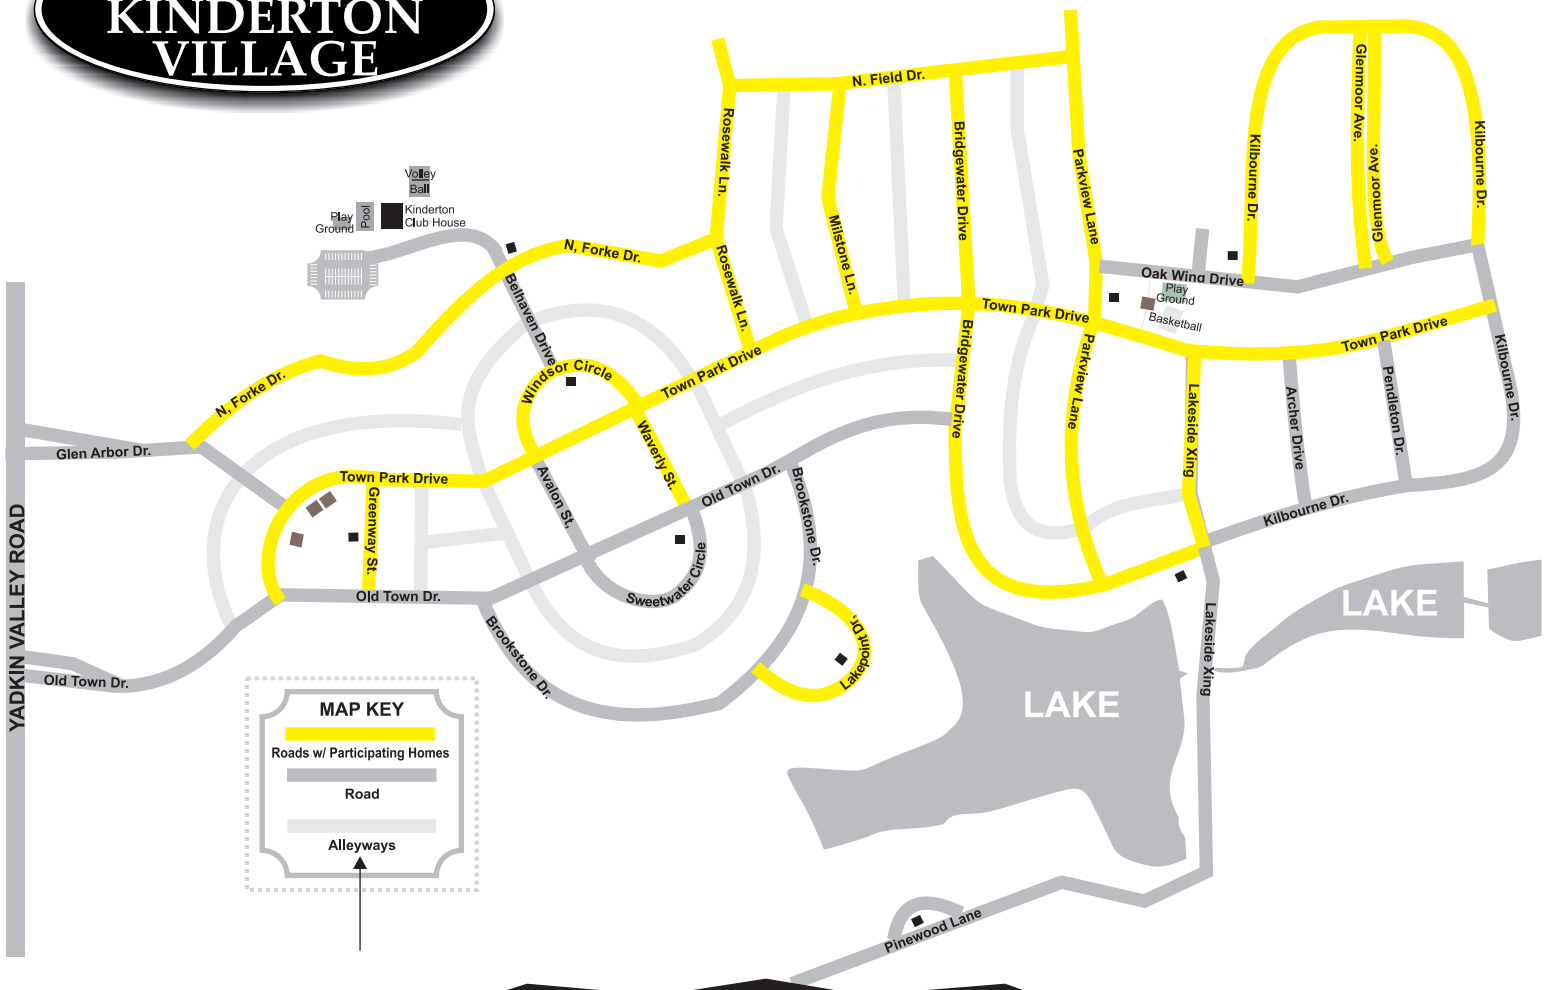 KINDERTON
VILLAGE
N. Field Dr.
Glenmoor Ave.
Glenmoor Ave.
Kilbourne Dr.
Kilbourne Dr.
Rosewalk Ln.
Bridgewater Drive
Parkview Lane
Volley
Ball
Play
Ground
Pool
Kinderton
Club House
Milstone Ln.
N, Forke Dr.
Rosewalk Ln.
Belhaven Drive
Oak Wing Drive
Play
Ground
Basketball
Town Park Drive
Town Park Drive
Bridgewater Drive
Parkview Lane
Kilbourne Dr.
Windsor Circle
Town Park Drive
N, Forke Dr.
Lakeside Xing
Archer Drive
Pendleton Dr.
Waverly St.
Glen Arbor Dr.
Town Park Drive
Avalon St,
Old Town Dr.
Brookstone Dr.
Greenway St.
Kilbourne Dr.
YADKIN VALLEY ROAD
Old Town Dr.
Sweetwater Circle
LAKE
Brookstone Dr.
Lakepoint Dr,
Lakepoint
Lakeside Xing
Old Town Dr.
LAKE
MAP KEY
Roads w/ Participating Homes
Road
Alleyways
Pinewood Lane